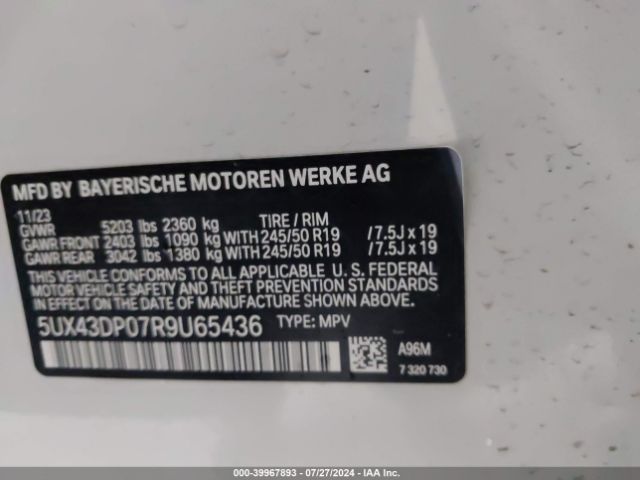 MFD BY BAYERISCHE MOTOREN WERKE AG
11/23
GVWR 5203 lbs 2360 kg TIRE / RIM
GAWR FRONT 2403 lbs 1090 kg WITH 245/50 R19 /7.5J x 19
GAWR REAR 3042 lbs 1380 kg WITH 245/50 R19 /7.5J x 19
THIS VEHICLE CONFORMS TO ALL APPLICABLE U. S. FEDERAL
MOTOR VEHICLE SAFETY, BUMPER, AND THEFT PREVENTION
STANDARDS IN EFFECT ON THE DATE OF MANUFACTURE SHOWN ABOVE.
5UX43DP07R9U65436 TYPE: MPV
A96M
7 320 730
000-39967893 / 07/27/2024 - IAA Inc.